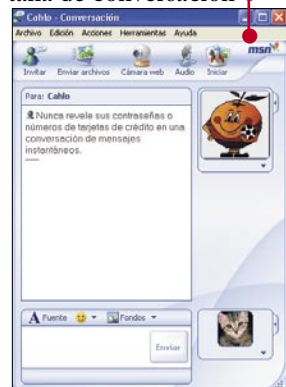 Cahlo - Conversación
Archivo Edición Acciones Herramientas Ayuda
msn
Invitar Enviar archivos Cámara web Audio Iniciar
Para: Cahlo
Nunca revele sus contraseñas o
números de tarjetas de crédito en una
conversación de mensajes
instantáneos.
A Fuente Fondos
Enviar